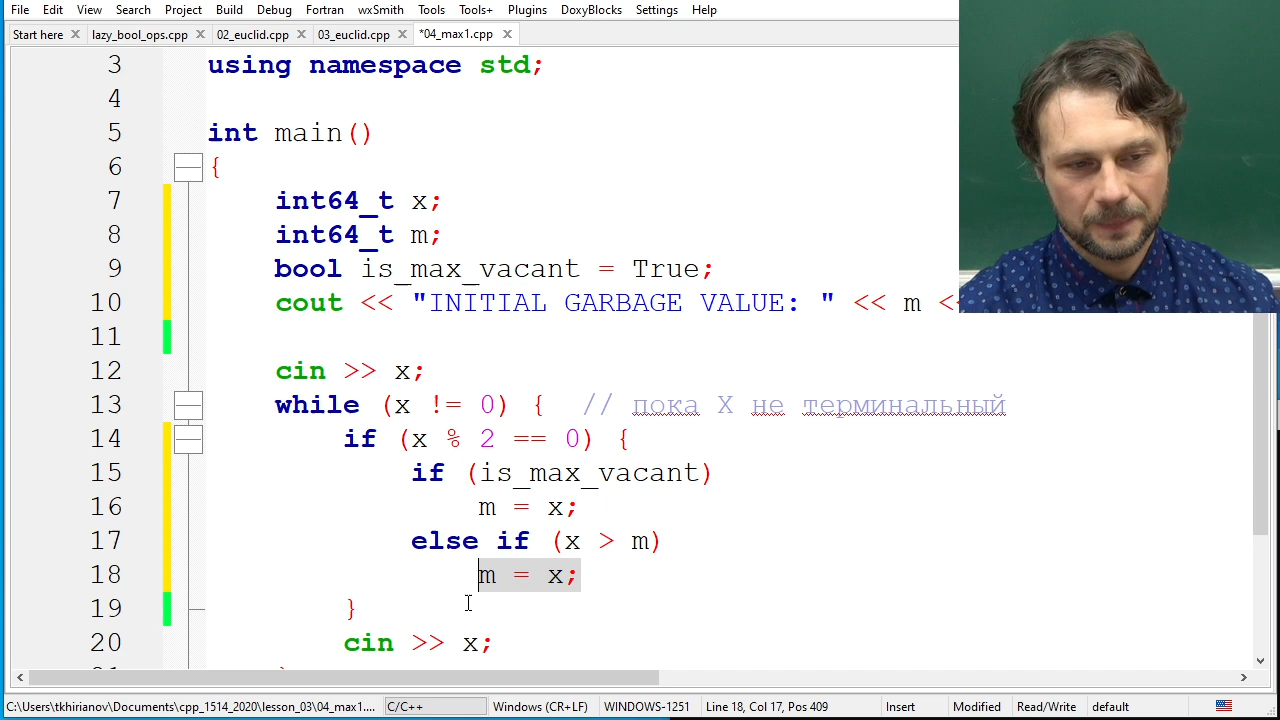 File Edit View Search Project Build Debug Fortran wxSmith Tools Tools+ Plugins DoxyBlocks Settings Help
Start here lazy_bool_ops.cpp 02_euclid.cpp 03_euclid.cpp *04_max1.cpp
3 using namespace std;
4
5 int main()
6 {
7 int64_t x;
8 int64_t m;
9 bool is_max_vacant = True;
10 cout << "INITIAL GARBAGE VALUE: " << m <<
11
12 cin >> x;
13 while (x != 0) { // пока X не терминальный
14 if (x % 2 == 0) {
15 if (is_max_vacant)
16 m = x;
17 else if (x > m)
18 m = x;
19 }
20 cin >> x;
C:\Users\tkhirianov\Documents\cpp_1514_2020\lesson_03\04_max1.... C/C++ Windows (CR+LF) WINDOWS-1251 Line 18, Col 17, Pos 409 Insert Modified Read/Write default